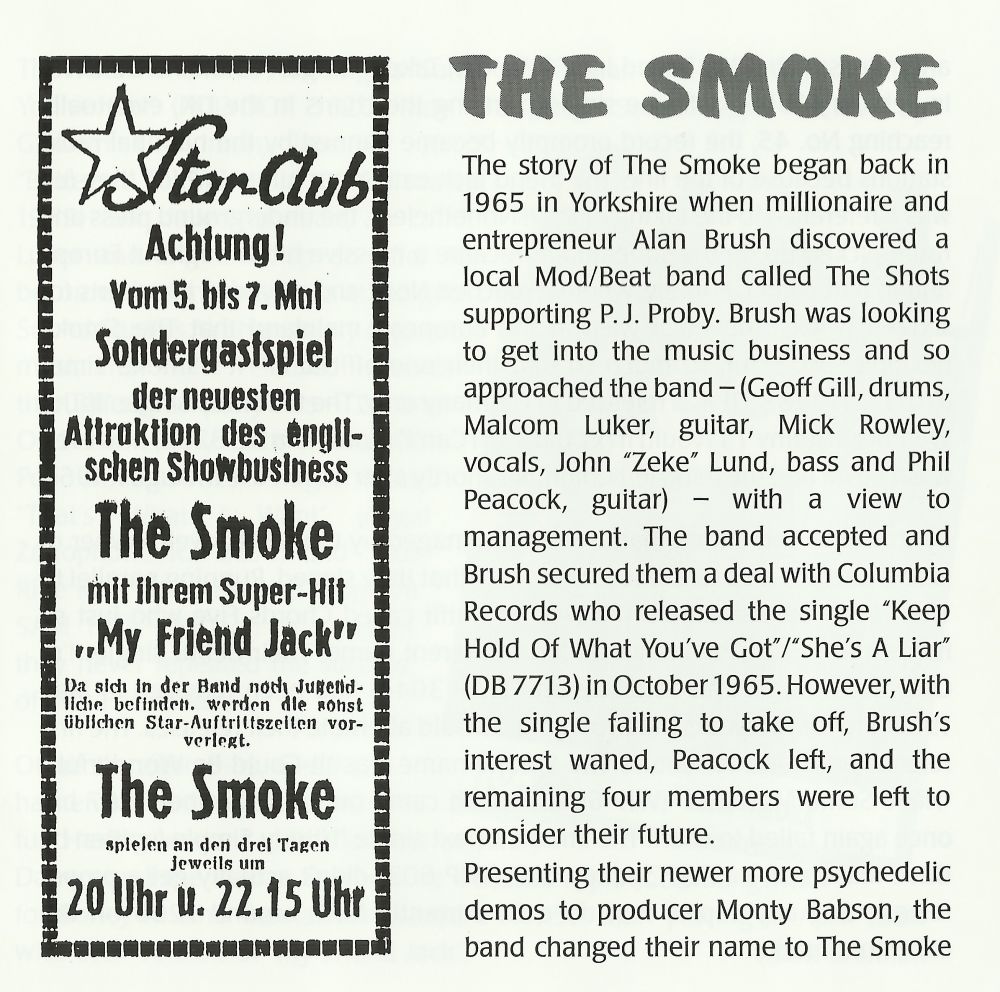 Star-Club
Achtung!
Vom 5. bis 7. Mai
Sondergastspiel
der neuesten
Attraktion des engli-
schen Showbusiness
The Smoke
mit ihrem Super-Hit
„My Friend Jack”
Da sich in der Band noch Jugend-
liche befinden, werden die sonst
üblichen Star-Auftrittszeiten vor-
verlegt.
The Smoke
spielen an den drei Tagen
jeweils um
20 Uhr u. 22.15 Uhr
THE SMOKE
The story of The Smoke began back in
1965 in Yorkshire when millionaire and
entrepreneur Alan Brush discovered a
local Mod/Beat band called The Shots
supporting P. J. Proby. Brush was looking
to get into the music business and so
approached the band – (Geoff Gill, drums,
Malcom Luker, guitar, Mick Rowley,
vocals, John “Zeke” Lund, bass and Phil
Peacock, guitar) – with a view to
management. The band accepted and
Brush secured them a deal with Columbia
Records who released the single “Keep
Hold Of What You’ve Got”/“She’s A Liar”
(DB 7713) in October 1965. However, with
the single failing to take off, Brush’s
interest waned, Peacock left, and the
remaining four members were left to
consider their future.
Presenting their newer more psychedelic
demos to producer Monty Babson, the
band changed their name to The Smoke